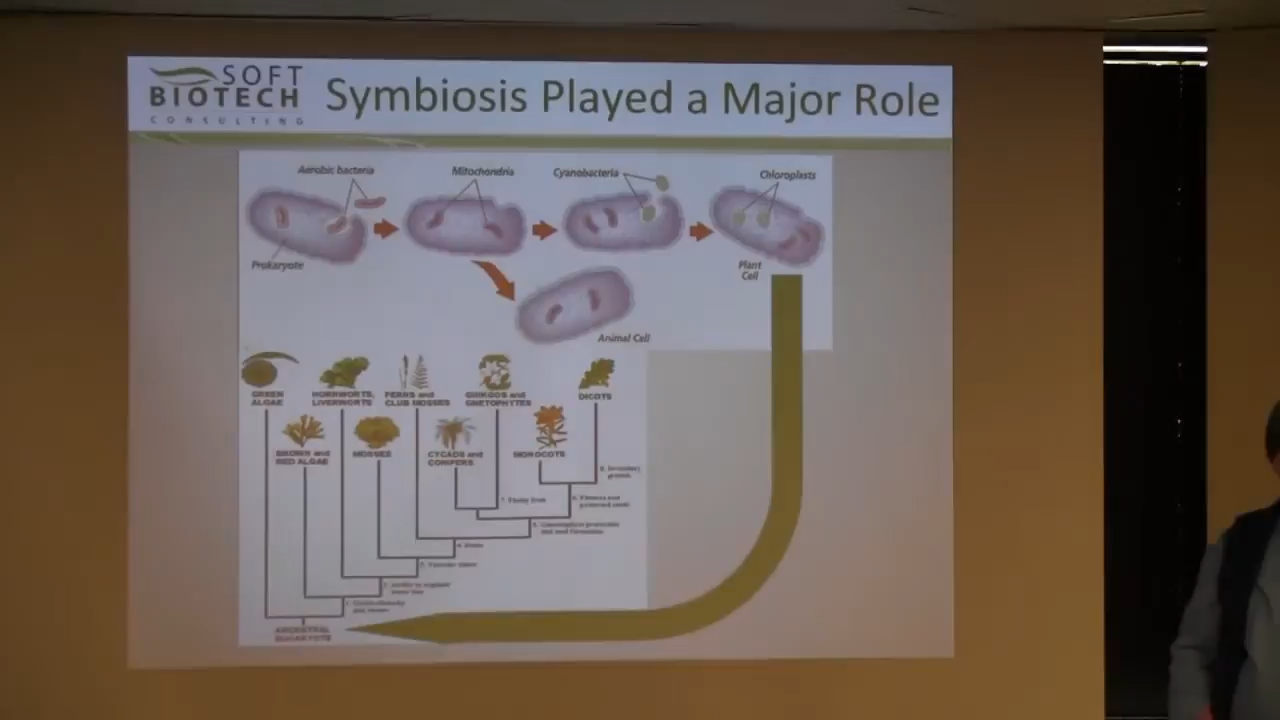 SOFT
BIOTECH
CONSULTING
Symbiosis Played a Major Role
Aerobic bacteria
Mitochondria
Cyanobacteria
Chloroplasts
Prokaryote
Plant
Cell
Animal Cell
GREEN
ALGAE
HORNWORTS,
LIVERWORTS
FERNS and
CLUB MOSSES
GINKGOS and
GNETOPHYTES
DICOTS
BROWN and
RED ALGAE
MOSSES
CYCADS and
CONIFERS
MONOCOTS
ANCESTRAL
EUKARYOTE